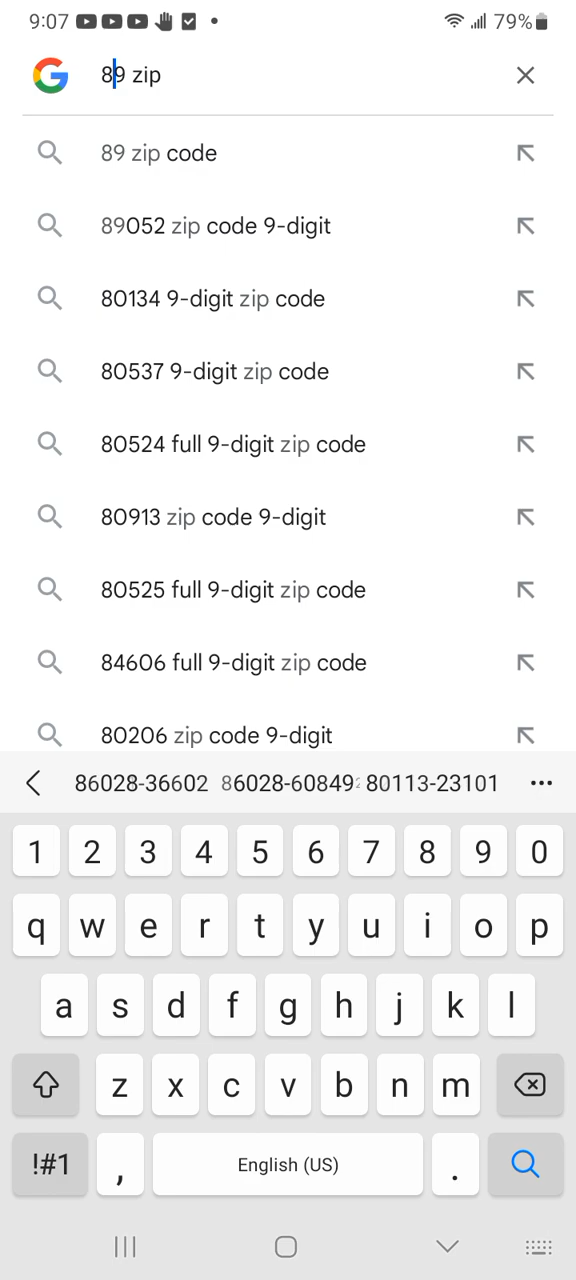 9:07 79%
89 zip
89 zip code
89052 zip code 9-digit
80134 9-digit zip code
80537 9-digit zip code
80524 full 9-digit zip code
80913 zip code 9-digit
80525 full 9-digit zip code
84606 full 9-digit zip code
80206 zip code 9-digit
86028-36602 86028-60849 80113-23101 ...
1 2 3 4 5 6 7 8 9 0
q w e r t y u i o p
a s d f g h j k l
z x c v b n m
!#1 , English (US) .